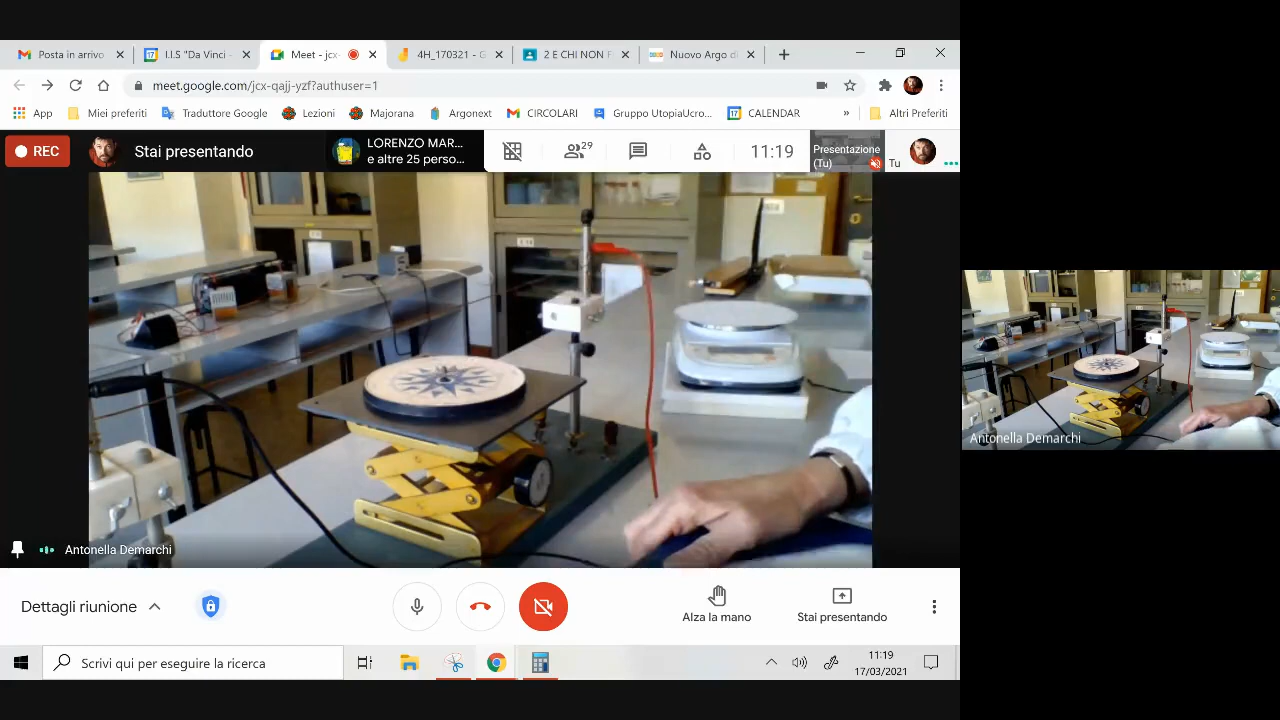 Posta in arrivo
I.I.S "Da Vinci -
Meet - jcx-
4H_170321 - G
2 E CHI NON F
Nuovo Argo di
meet.google.com/jcx-qajj-yzf?authuser=1
App
Miei preferiti
Traduttore Google
Lezioni
Majorana
Argonext
CIRCOLARI
Gruppo UtopiaUcro...
CALENDAR
»
Altri Preferiti
REC
Stai presentando
LORENZO MAR...
e altre 25 perso...
29
11:19
Presentazione
(Tu)
Tu
Antonella Demarchi
Antonella Demarchi
Dettagli riunione
Alza la mano
Stai presentando
Scrivi qui per eseguire la ricerca
11:19
17/03/2021